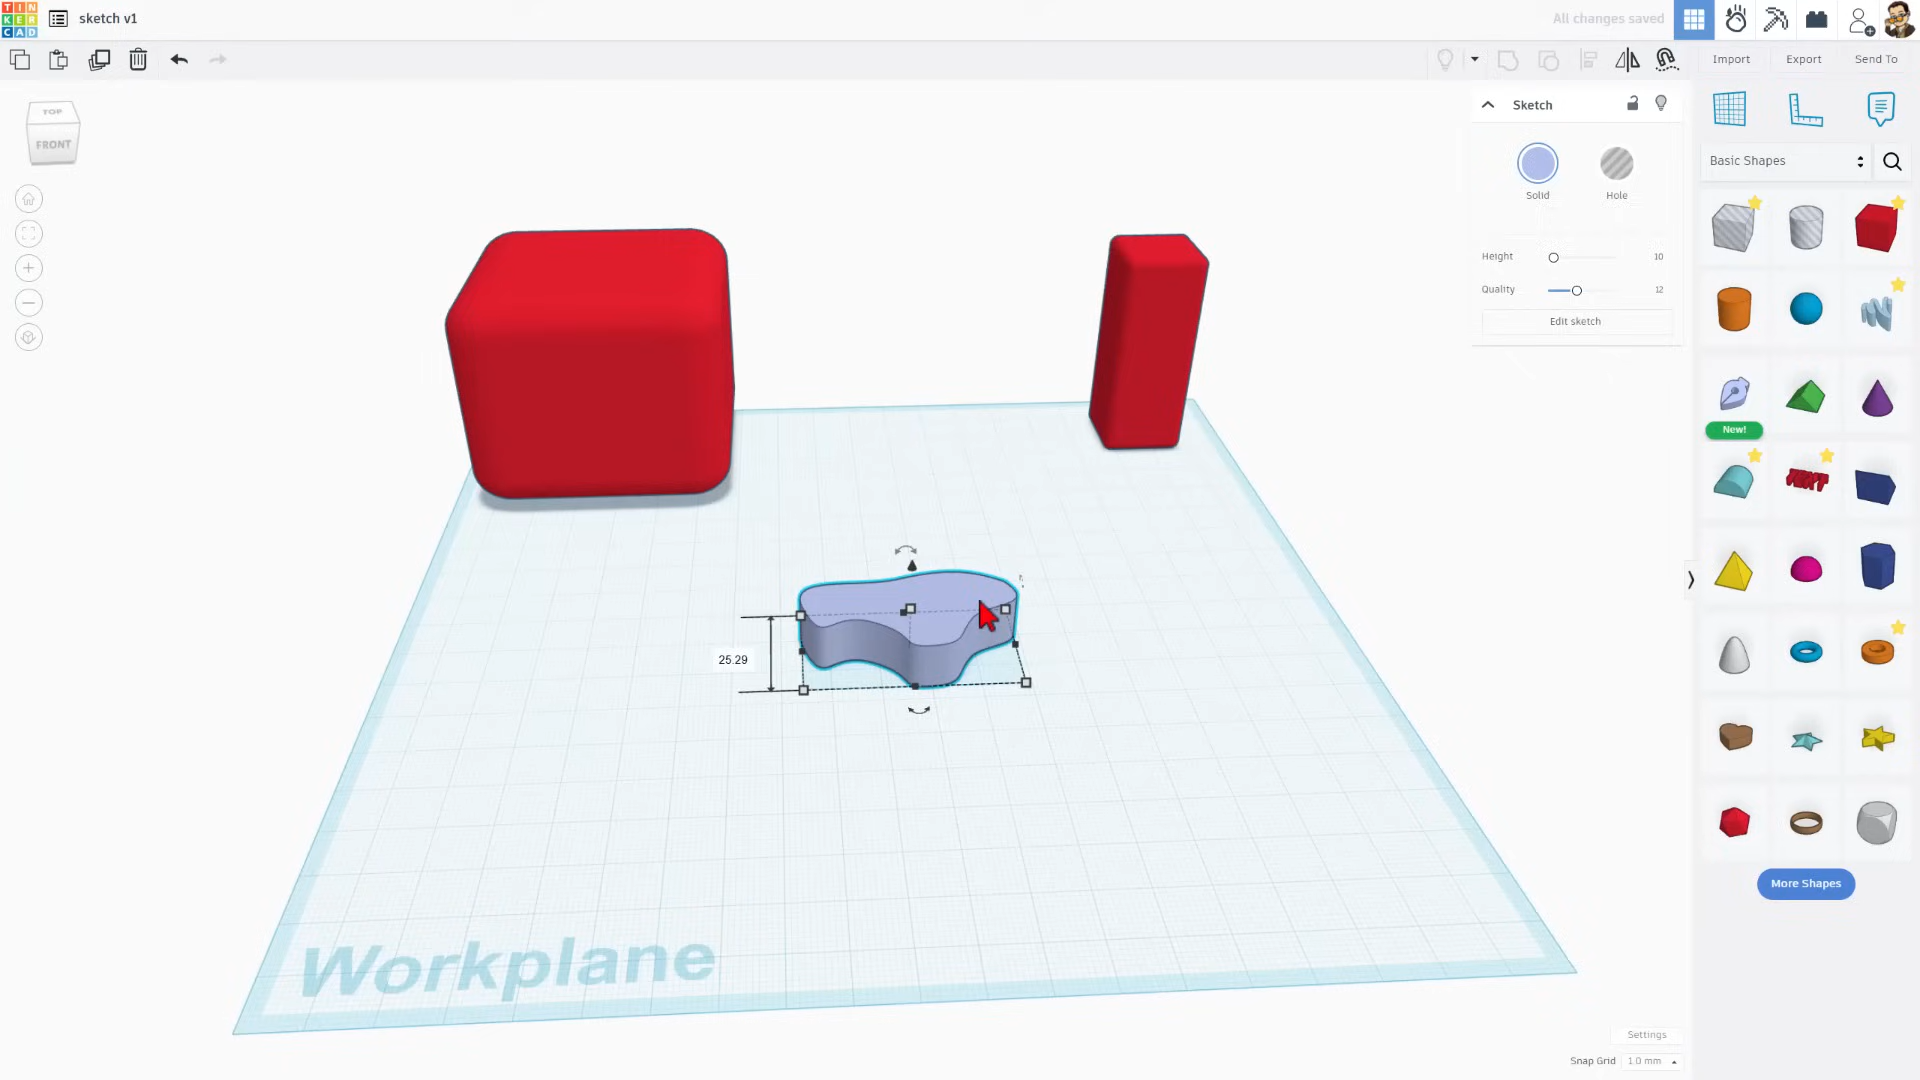 TIN
KER
CAD
sketch v1
All changes saved
Import
Export
Send To
TOP
FRONT
Sketch
Solid
Hole
Height
10
Quality
12
Edit sketch
Basic Shapes
New!
TEXT
25.29
More Shapes
Workplane
Settings
Snap Grid
1.0 mm